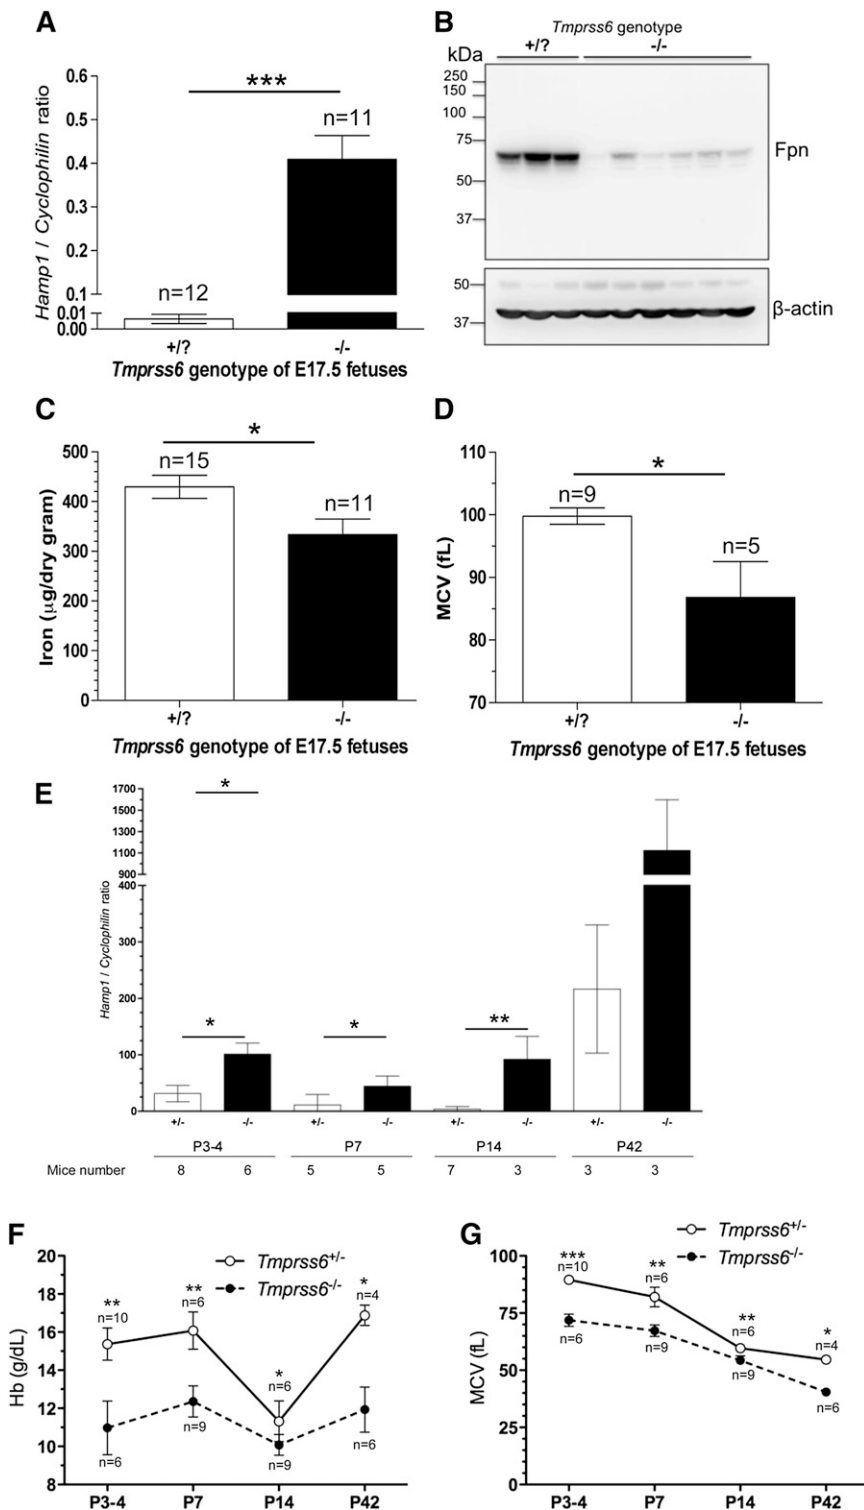 A
Hamp1 / Cyclophilin ratio
0.6
0.5
0.4
0.3
0.2
0.1
0.01
0.00
***
n=12
n=11
+/? -/-
Tmprss6 genotype of E17.5 fetuses
B
Tmprss6 genotype
kDa +/? -/-
250
150
100
75
50
37
Fpn
50
37
β-actin
C
Iron (μg/dry gram)
500
400
300
200
100
0
*
n=15
n=11
+/? -/-
Tmprss6 genotype of E17.5 fetuses
D
MCV (fL)
110
100
90
80
70
*
n=9
n=5
+/? -/-
Tmprss6 genotype of E17.5 fetuses
E
Hamp1 / Cyclophilin ratio
1700
1500
1300
1100
900
400
300
200
100
0
*
* * **
+/- -/- +/- -/- +/- -/- +/- -/-
P3-4 P7 P14 P42
Mice number 8 6 5 5 7 3 3 3
F
Hb (g/dL)
20
18
16
14
12
10
8
Tmprss6+/-
Tmprss6-/-
**
n=10
**
n=6
*
n=6
*
n=4
n=6
n=9
n=9
n=6
P3-4 P7 P14 P42
G
MCV (fL)
100
75
50
25
0
Tmprss6+/-
Tmprss6-/-
***
n=10
**
n=6
**
n=6
*
n=4
n=6
n=9
n=9
n=6
P3-4 P7 P14 P42